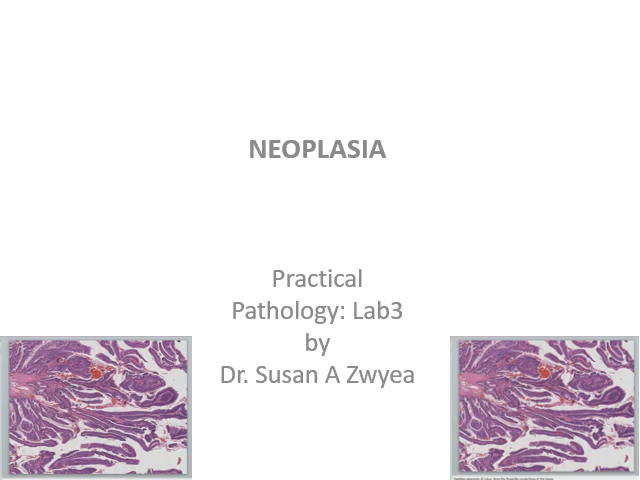 NEOPLASIA
Practical
Pathology: Lab3
by
Dr. Susan A Zwyea